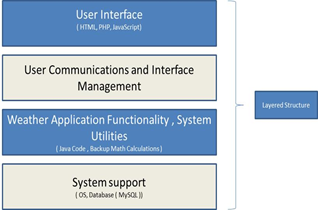 User Interface
( HTML, PHP, JavaScript)
User Communications and Interface
Management
Weather Application Functionality , System
Utilities
( Java Code , Backup Math Calculations )
System support
( OS, Database ( MySQL ))
Layered Structure